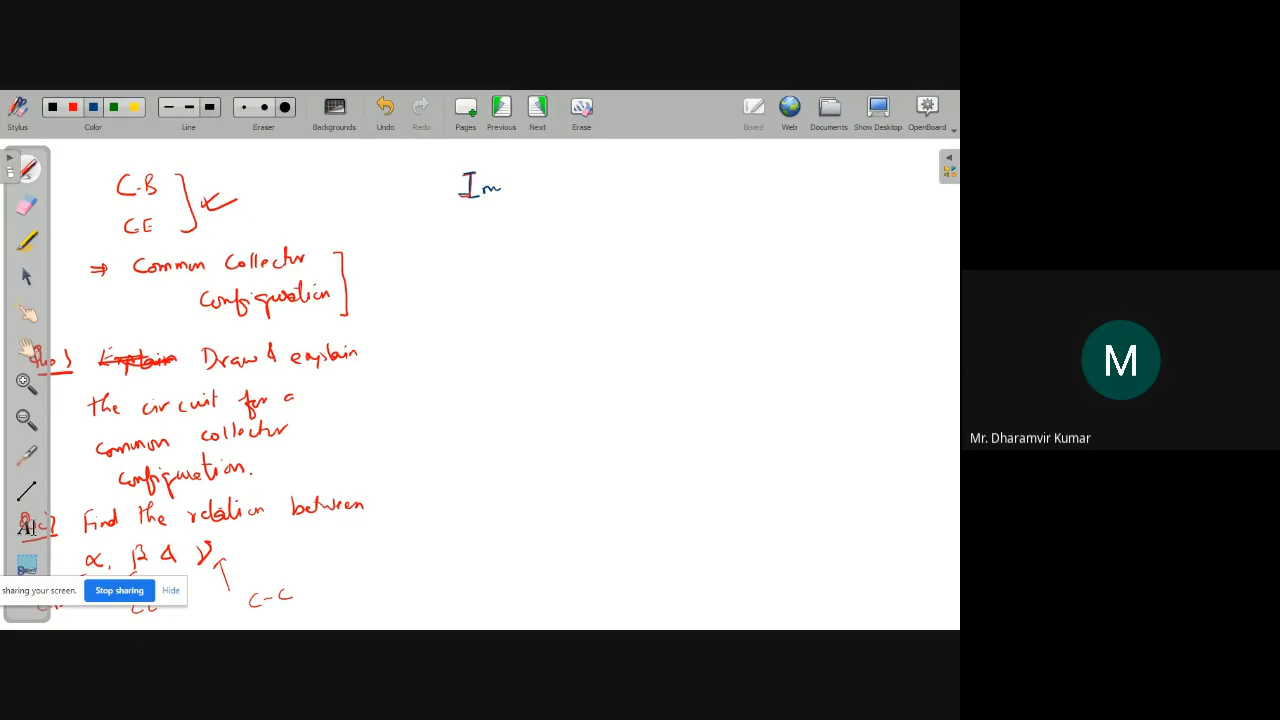 Stylus
Color
Line
Eraser
Backgrounds
Undo
Redo
Pages
Previous
Next
Erase
Board
Web
Documents
Show Desktop
OpenBoard
C-B
CE
⇒ Common Collector
Configuration
Draw & explain
the circuit for a
common collector
configuration.
Find the relation between
α, β & γ
C-C
Im
sharing your screen.
Stop sharing
Hide
M
Mr. Dharamvir Kumar